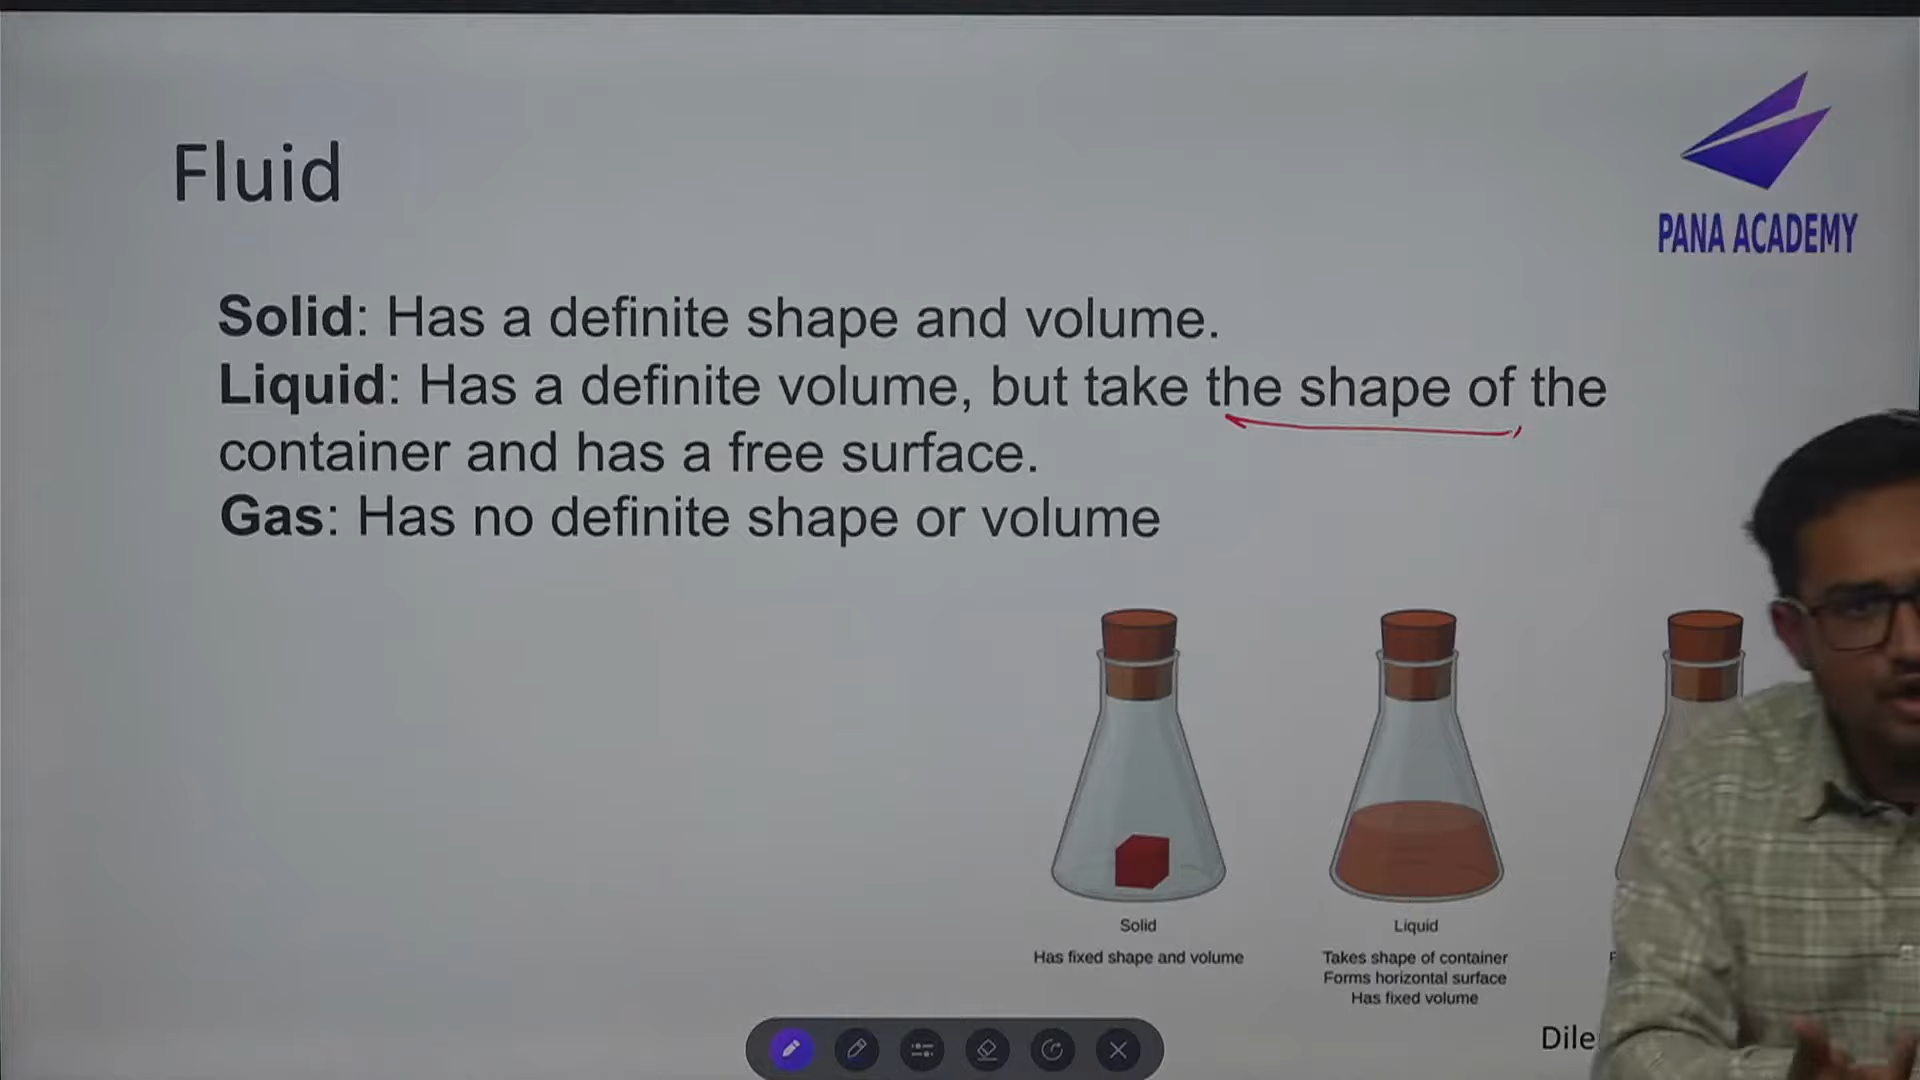 Fluid
PANA ACADEMY
Solid: Has a definite shape and volume.
Liquid: Has a definite volume, but take the shape of the
container and has a free surface.
Gas: Has no definite shape or volume
Solid
Has fixed shape and volume
Liquid
Takes shape of container
Forms horizontal surface
Has fixed volume